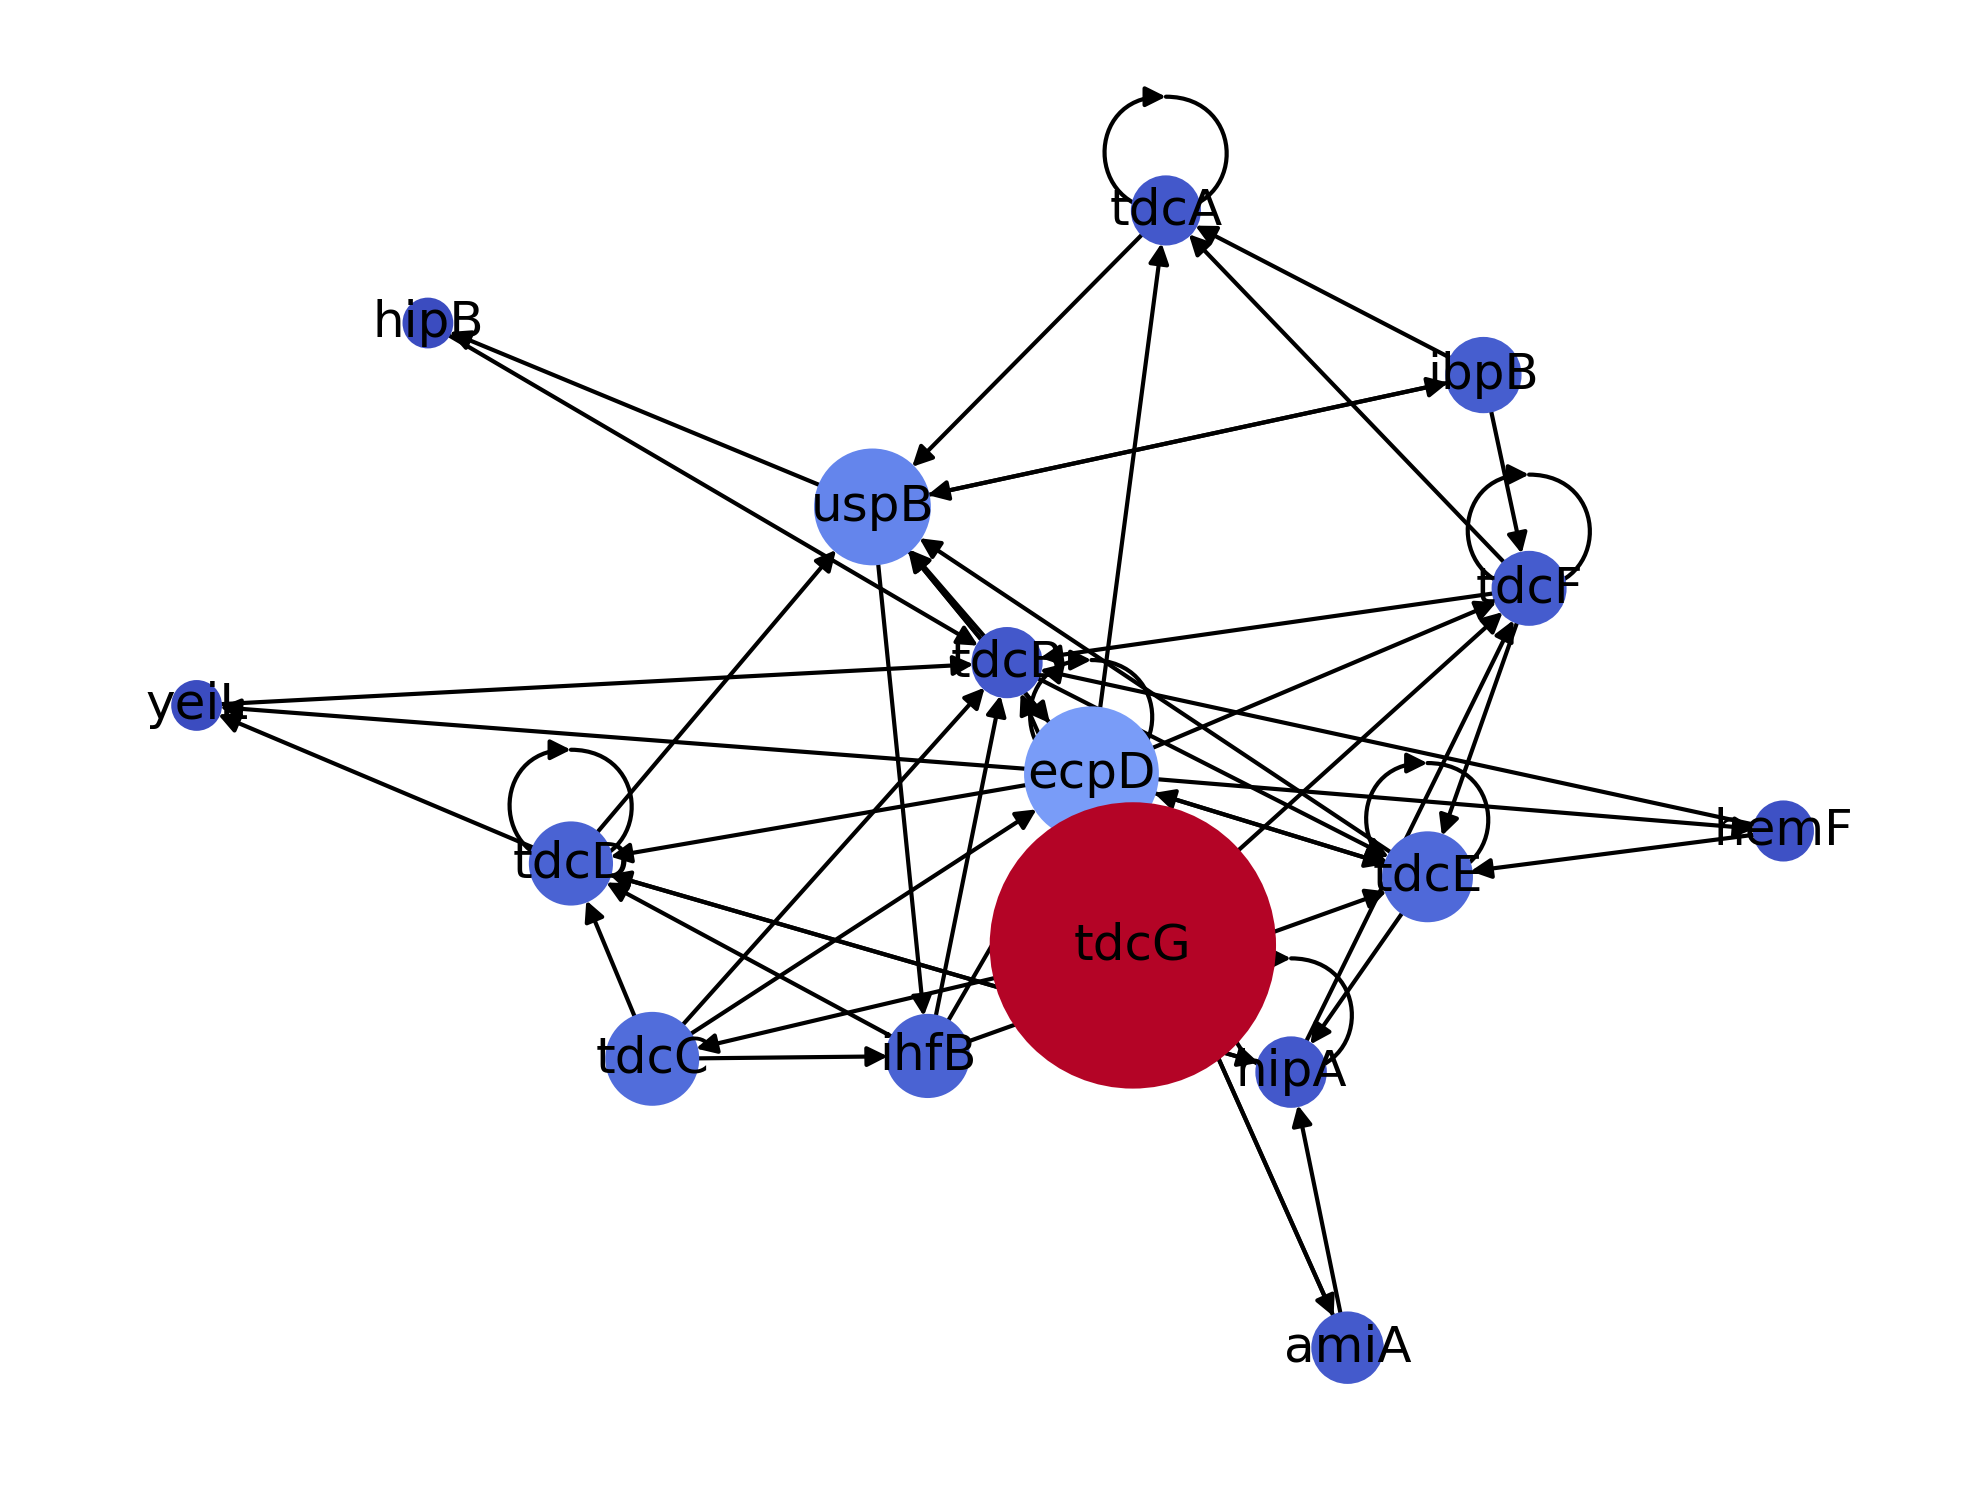 tdcA
hipB
ibpB
uspB
tdcF
tdcB
yeiL
ecpD
hemF
tdcD
tdcE
tdcG
tdcC
ihfB
hipA
amiA